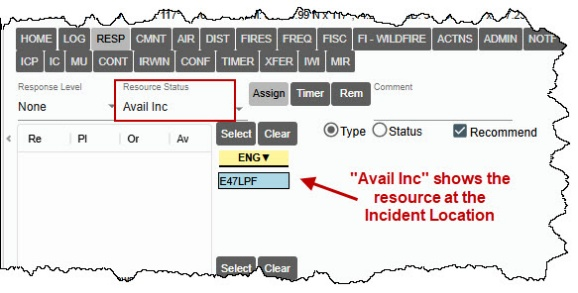 HOME LOG RESP CMNT AIR DIST FIRES FREQ FISC FI - WILDFIRE ACTNS ADMIN NOTF
ICP IC MU CONT IRWIN CONF TIMER XFER IWI MIR
Response Level Resource Status Comment
None Avail Inc Assign Timer Rem
< Re Pl Or Av Select Clear Type Status Recommend
ENG▼
E47LPF
"Avail Inc" shows the
resource at the
Incident Location
Select Clear